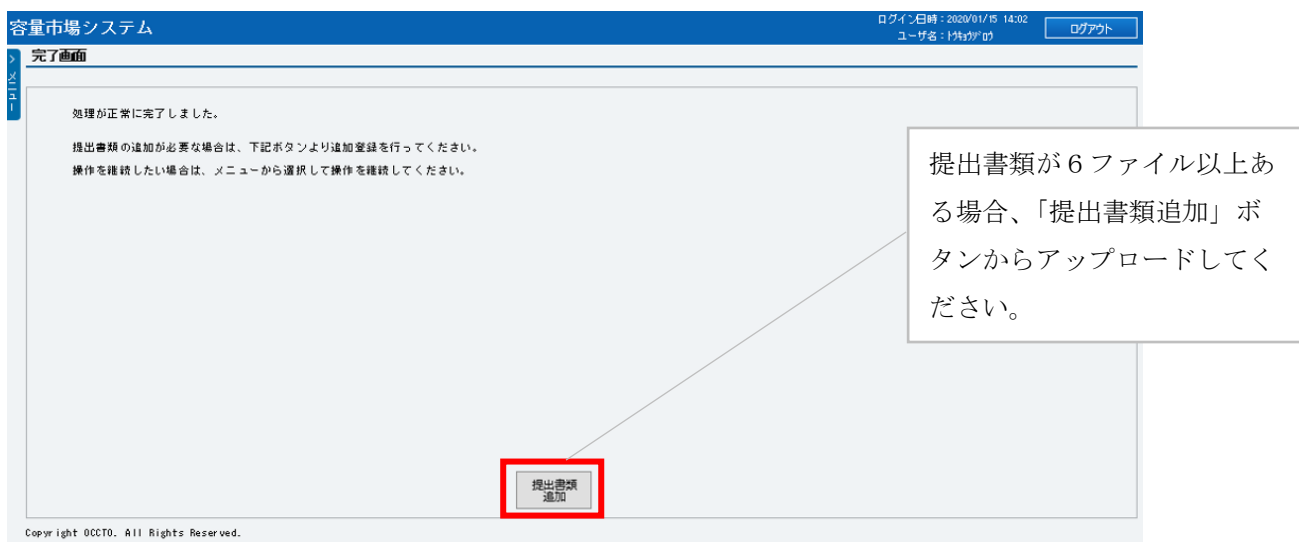 容量市場システム
ログイン日時：2020/01/15 14:02
ユーザ名：ﾄｳｷｮｳｼﾞﾛｳ
ログアウト
完了画面
＞ メニュー
処理が正常に完了しました。
提出書類の追加が必要な場合は、下記ボタンより追加登録を行ってください。
操作を継続したい場合は、メニューから選択して操作を継続してください。
提出書類が６ファイル以上あ
る場合、「提出書類追加」ボ
タンからアップロードしてく
ださい。
提出書類
追加
Copyright OCCTO. All Rights Reserved.